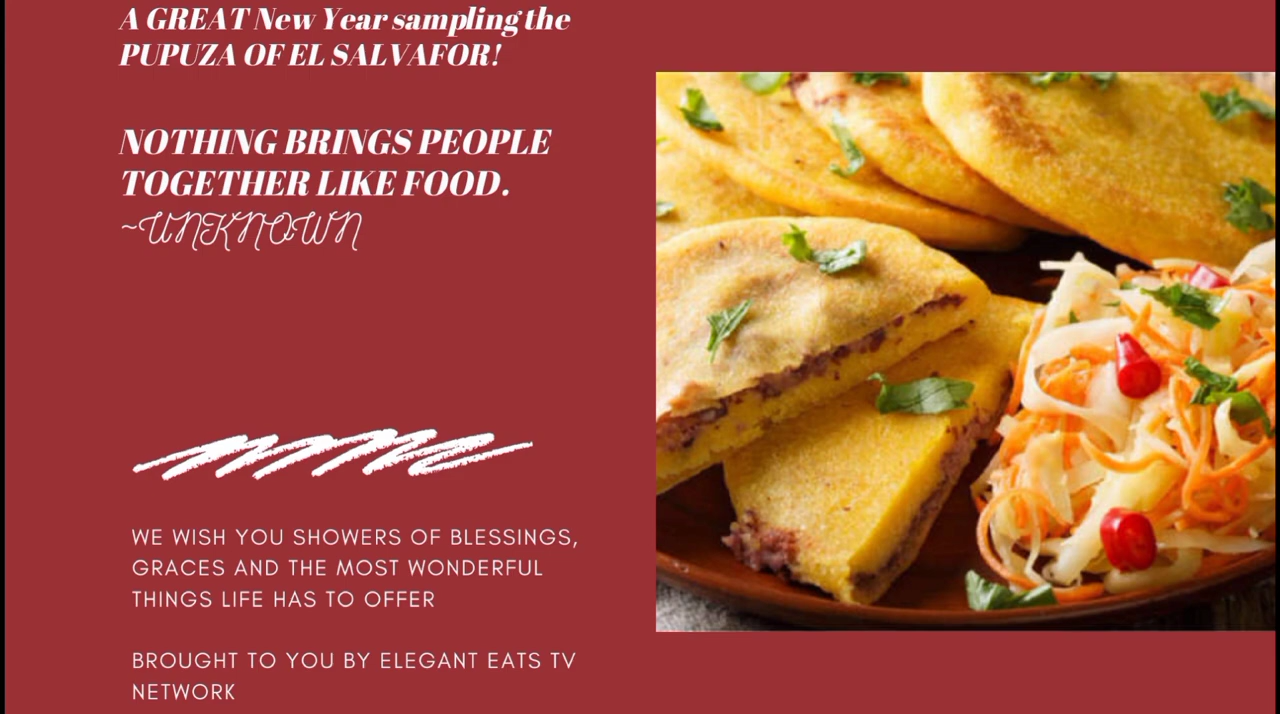 A GREAT New Year sampling the
PUPUZA OF EL SALVAFOR!
NOTHING BRINGS PEOPLE
TOGETHER LIKE FOOD.
~UNKNOWN
WE WISH YOU SHOWERS OF BLESSINGS,
GRACES AND THE MOST WONDERFUL
THINGS LIFE HAS TO OFFER
BROUGHT TO YOU BY ELEGANT EATS TV
NETWORK